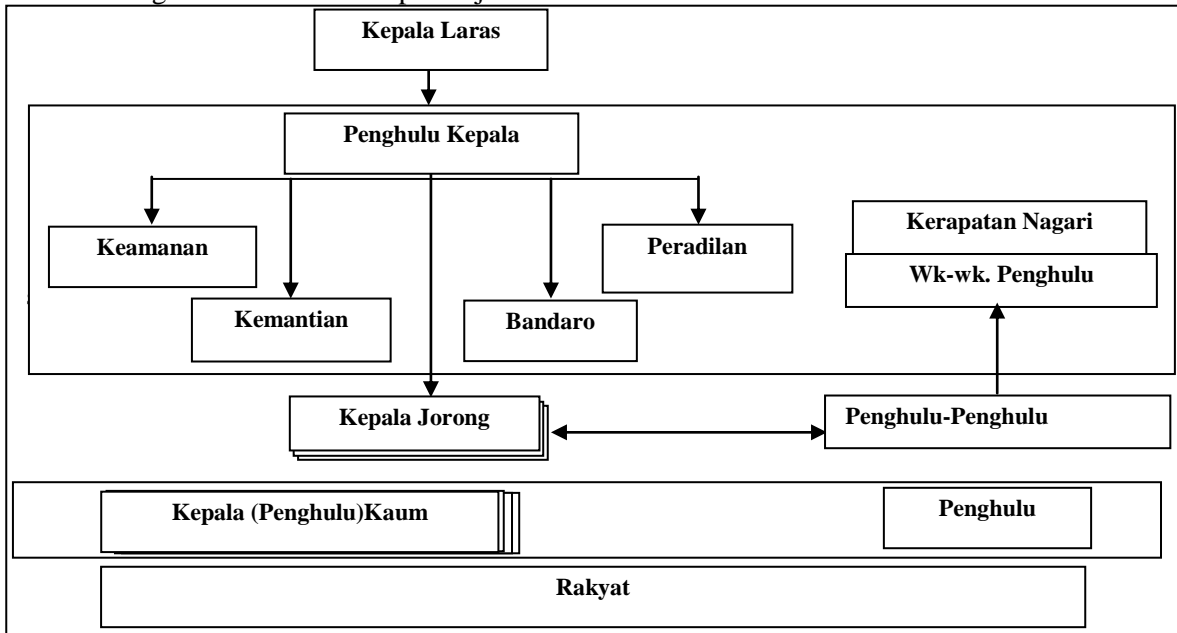 Kepala Laras
Penghulu Kepala
Keamanan
Peradilan
Kerapatan Nagari
Wk-wk. Penghulu
Kemantian
Bandaro
Kepala Jorong
Penghulu-Penghulu
Kepala (Penghulu)Kaum
Penghulu
Rakyat